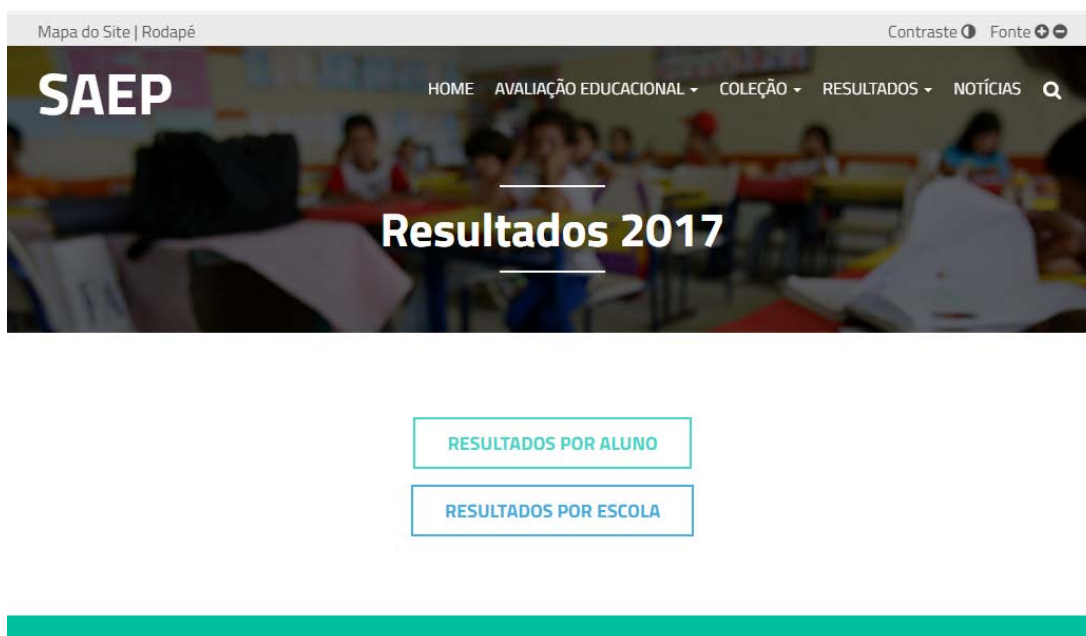 Mapa do Site | Rodapé
Contraste Fonte
SAEP
HOME AVALIAÇÃO EDUCACIONAL COLEÇÃO RESULTADOS NOTÍCIAS
Resultados 2017
RESULTADOS POR ALUNO
RESULTADOS POR ESCOLA